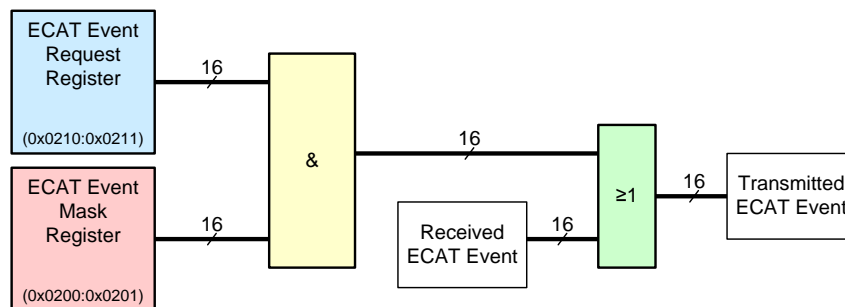 ECAT Event
Request
Register
(0x0210:0x0211)
16
&
16
ECAT Event
Mask
Register
(0x0200:0x0201)
16
Received
ECAT Event
16
≥1
16
Transmitted
ECAT Event